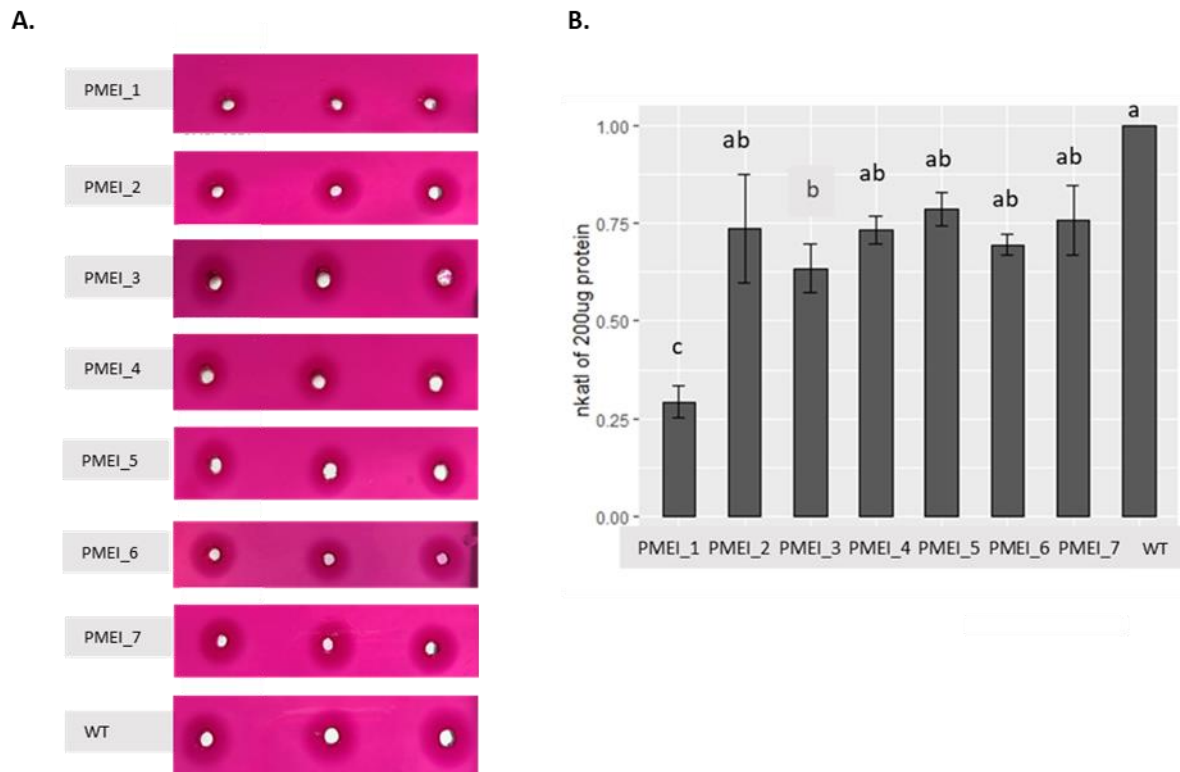 A.
PMEI_1
PMEI_2
PMEI_3
PMEI_4
PMEI_5
PMEI_6
PMEI_7
WT
B.
nkatl of 200ug protein
1.00
0.75
0.50
0.25
0.00
c
ab
b
ab
ab
ab
ab
a
PMEI_1 PMEI_2 PMEI_3 PMEI_4 PMEI_5 PMEI_6 PMEI_7 WT